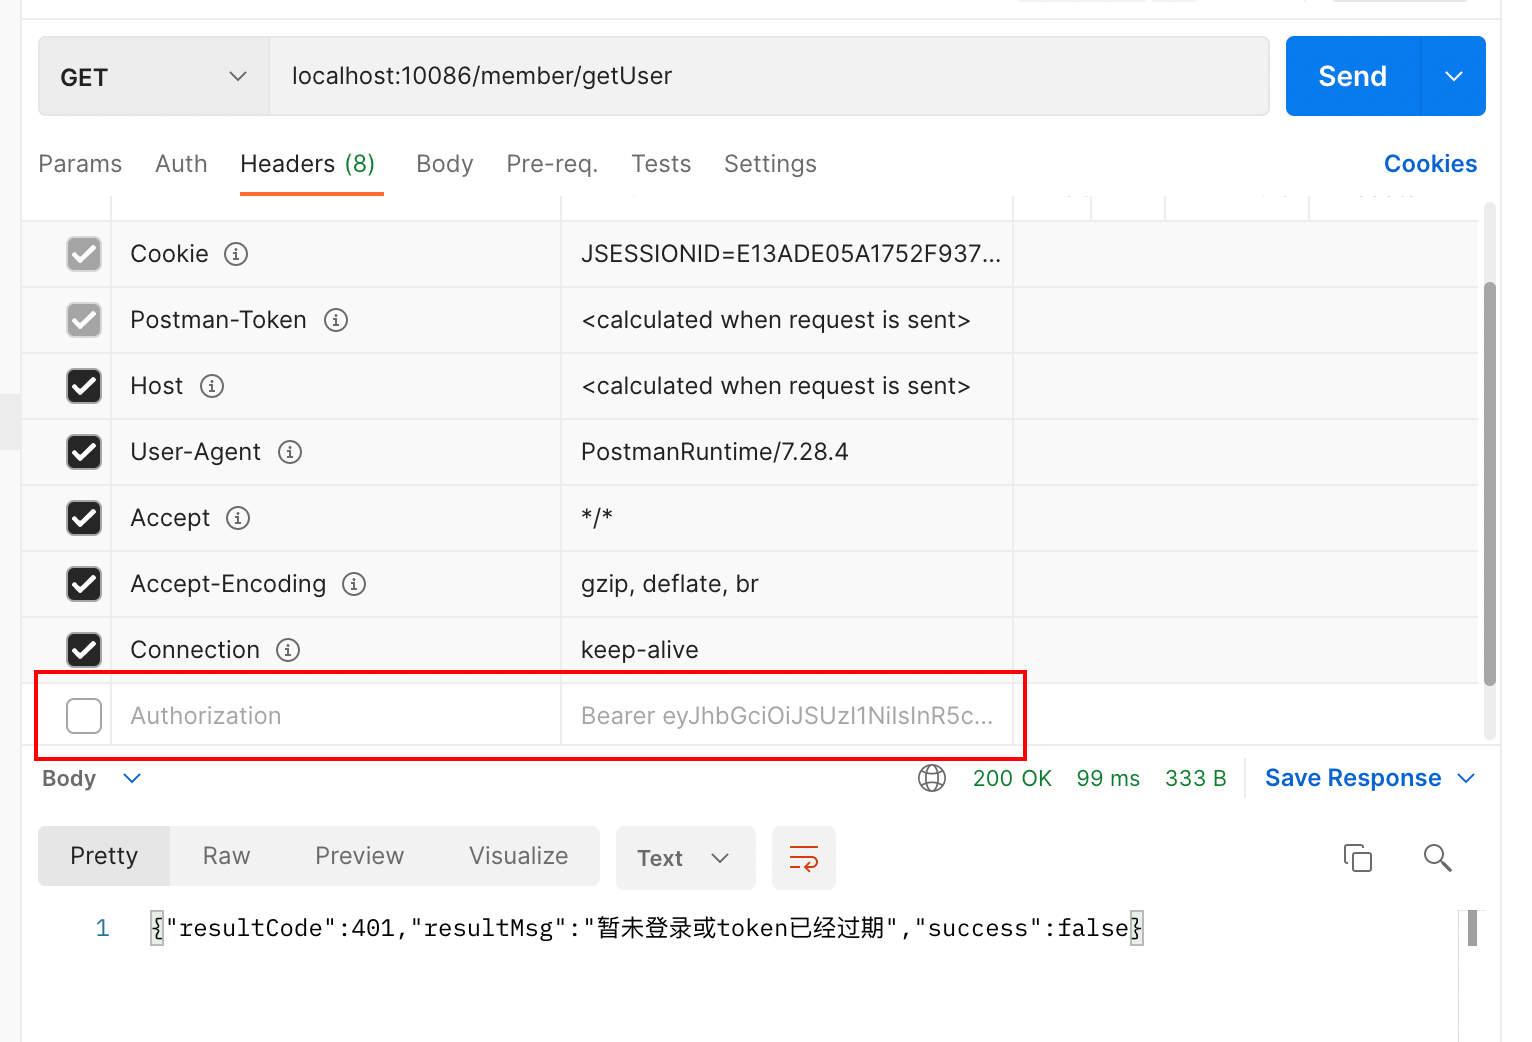 GET localhost:10086/member/getUser Send
Params Auth Headers (8) Body Pre-req. Tests Settings Cookies
Cookie JSESSIONID=E13ADE05A1752F937...
Postman-Token <calculated when request is sent>
Host <calculated when request is sent>
User-Agent PostmanRuntime/7.28.4
Accept */*
Accept-Encoding gzip, deflate, br
Connection keep-alive
Authorization Bearer eyJhbGciOiJSUzI1NiIsInR5c...
Body 200 OK 99 ms 333 B Save Response
Pretty Raw Preview Visualize Text
1 {"resultCode":401,"resultMsg":"暂未登录或token已经过期","success":false}